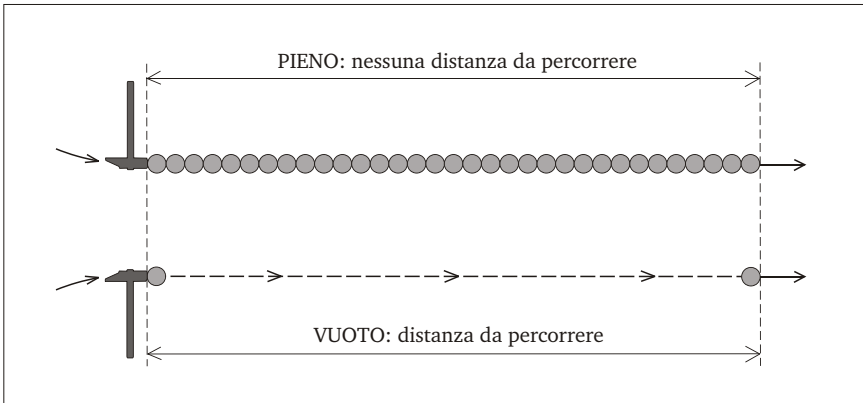 PIENO: nessuna distanza da percorrere
VUOTO: distanza da percorrere